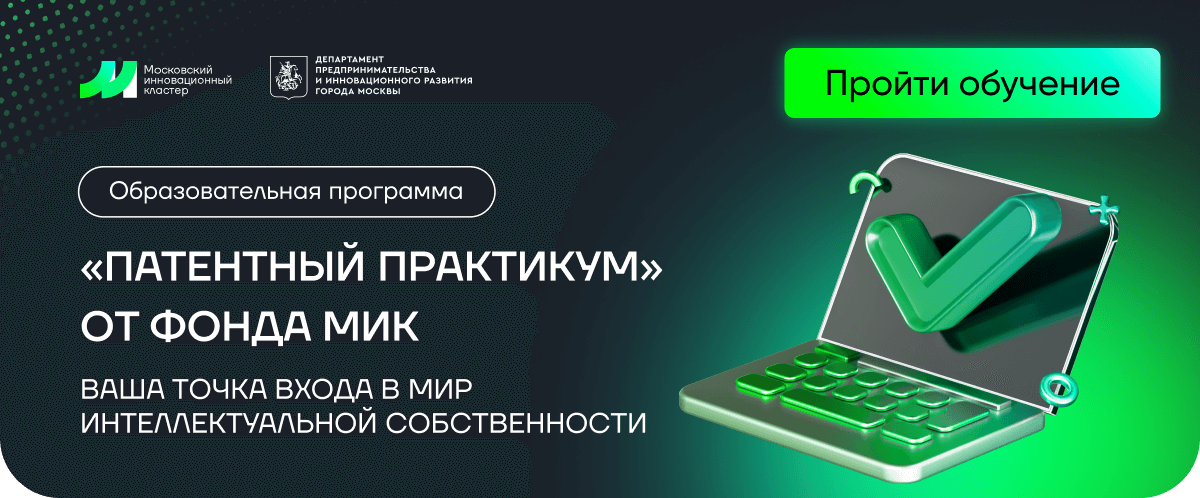 Московский
инновационный
кластер
ДЕПАРТАМЕНТ
ПРЕДПРИНИМАТЕЛЬСТВА
И ИННОВАЦИОННОГО РАЗВИТИЯ
ГОРОДА МОСКВЫ
Пройти обучение
Образовательная программа
«ПАТЕНТНЫЙ ПРАКТИКУМ»
ОТ ФОНДА МИК
ВАША ТОЧКА ВХОДА В МИР
ИНТЕЛЛЕКТУАЛЬНОЙ СОБСТВЕННОСТИ